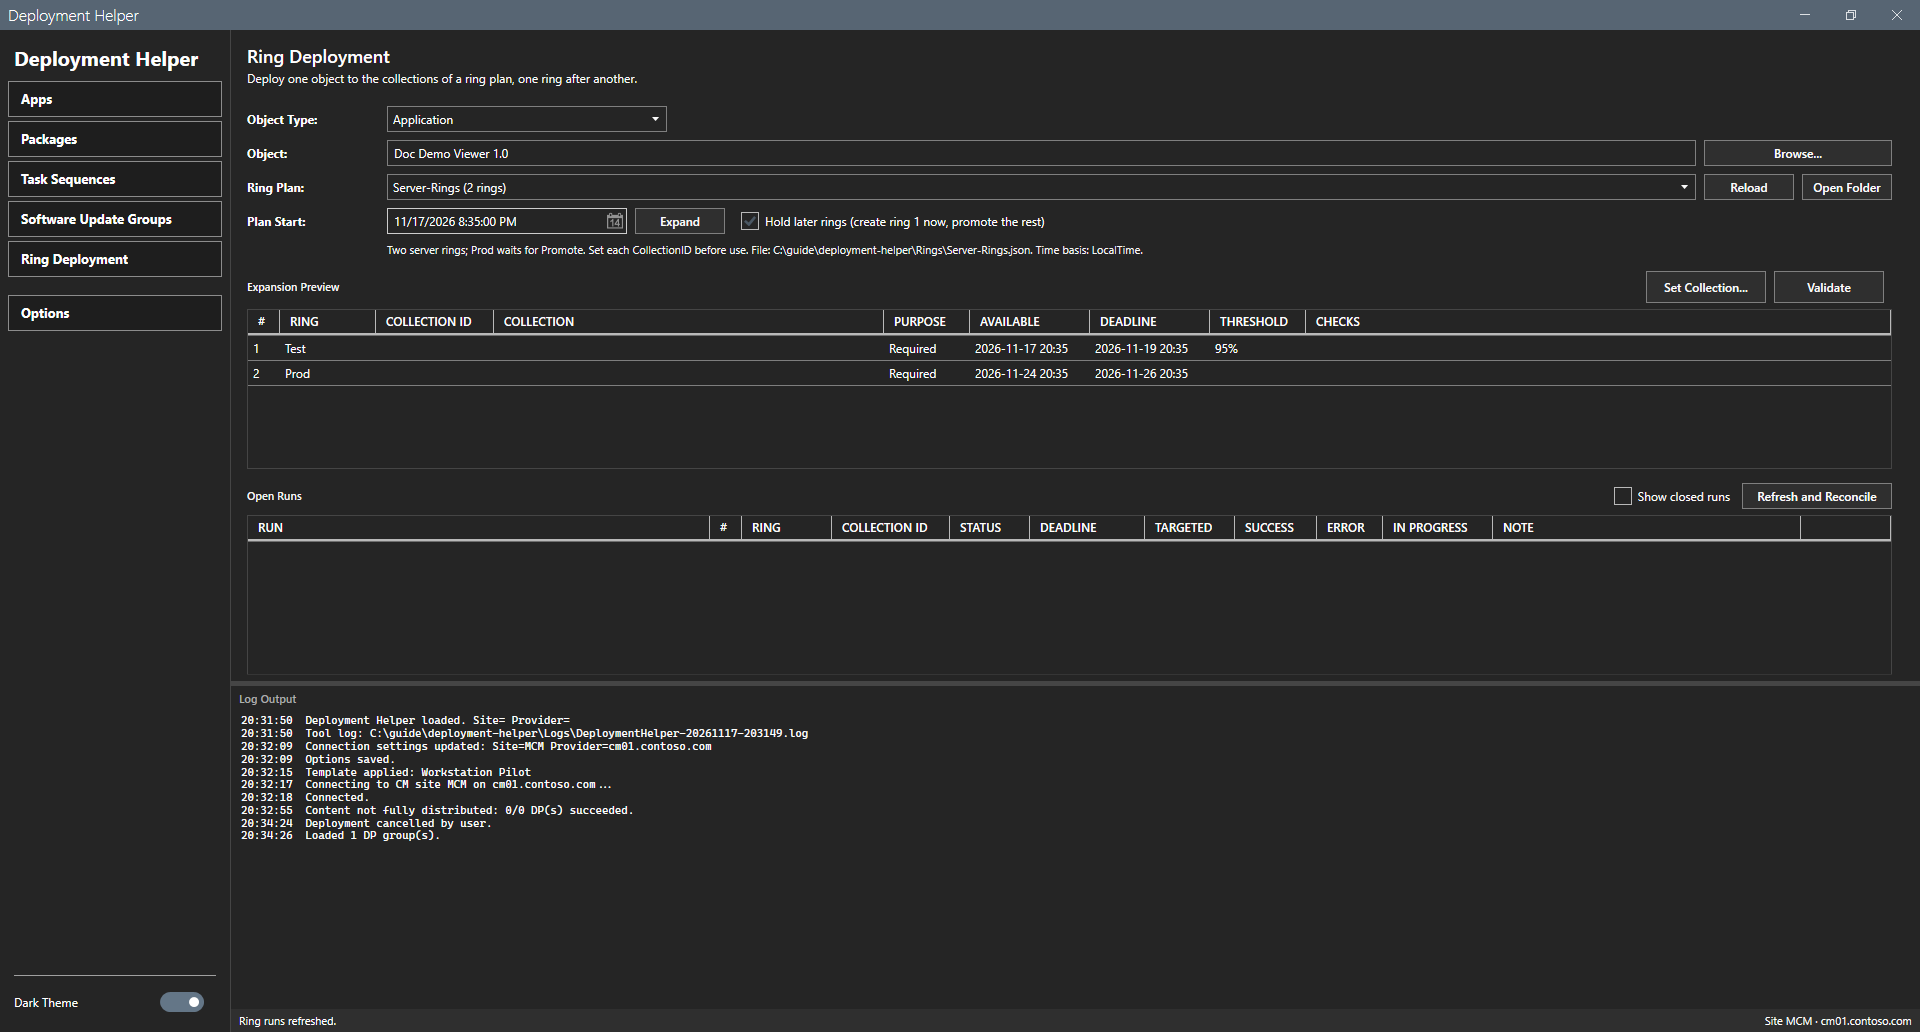 Deployment Helper
Deployment Helper
Apps
Packages
Task Sequences
Software Update Groups
Ring Deployment
Options
Dark Theme
Ring Deployment
Deploy one object to the collections of a ring plan, one ring after another.
Object Type: Application
Object: Doc Demo Viewer 1.0 Browse...
Ring Plan: Server-Rings (2 rings) Reload Open Folder
Plan Start: 11/17/2026 8:35:00 PM 14 Expand Hold later rings (create ring 1 now, promote the rest)
Two server rings; Prod waits for Promote. Set each CollectionID before use. File: C:\guide\deployment-helper\Rings\Server-Rings.json. Time basis: LocalTime.
Expansion Preview Set Collection... Validate
# RING COLLECTION ID COLLECTION PURPOSE AVAILABLE DEADLINE THRESHOLD CHECKS
1 Test Required 2026-11-17 20:35 2026-11-19 20:35 95%
2 Prod Required 2026-11-24 20:35 2026-11-26 20:35
Open Runs Show closed runs Refresh and Reconcile
RUN # RING COLLECTION ID STATUS DEADLINE TARGETED SUCCESS ERROR IN PROGRESS NOTE
Log Output
20:31:50 Deployment Helper loaded. Site= Provider=
20:31:50 Tool log: C:\guide\deployment-helper\Logs\DeploymentHelper-20261117-203149.log
20:32:09 Connection settings updated: Site=MCM Provider=cm01.contoso.com
20:32:09 Options saved.
20:32:15 Template applied: Workstation Pilot
20:32:17 Connecting to CM site MCM on cm01.contoso.com...
20:32:18 Connected.
20:32:55 Content not fully distributed: 0/0 DP(s) succeeded.
20:34:24 Deployment cancelled by user.
20:34:26 Loaded 1 DP group(s).
Ring runs refreshed. Site MCM · cm01.contoso.com